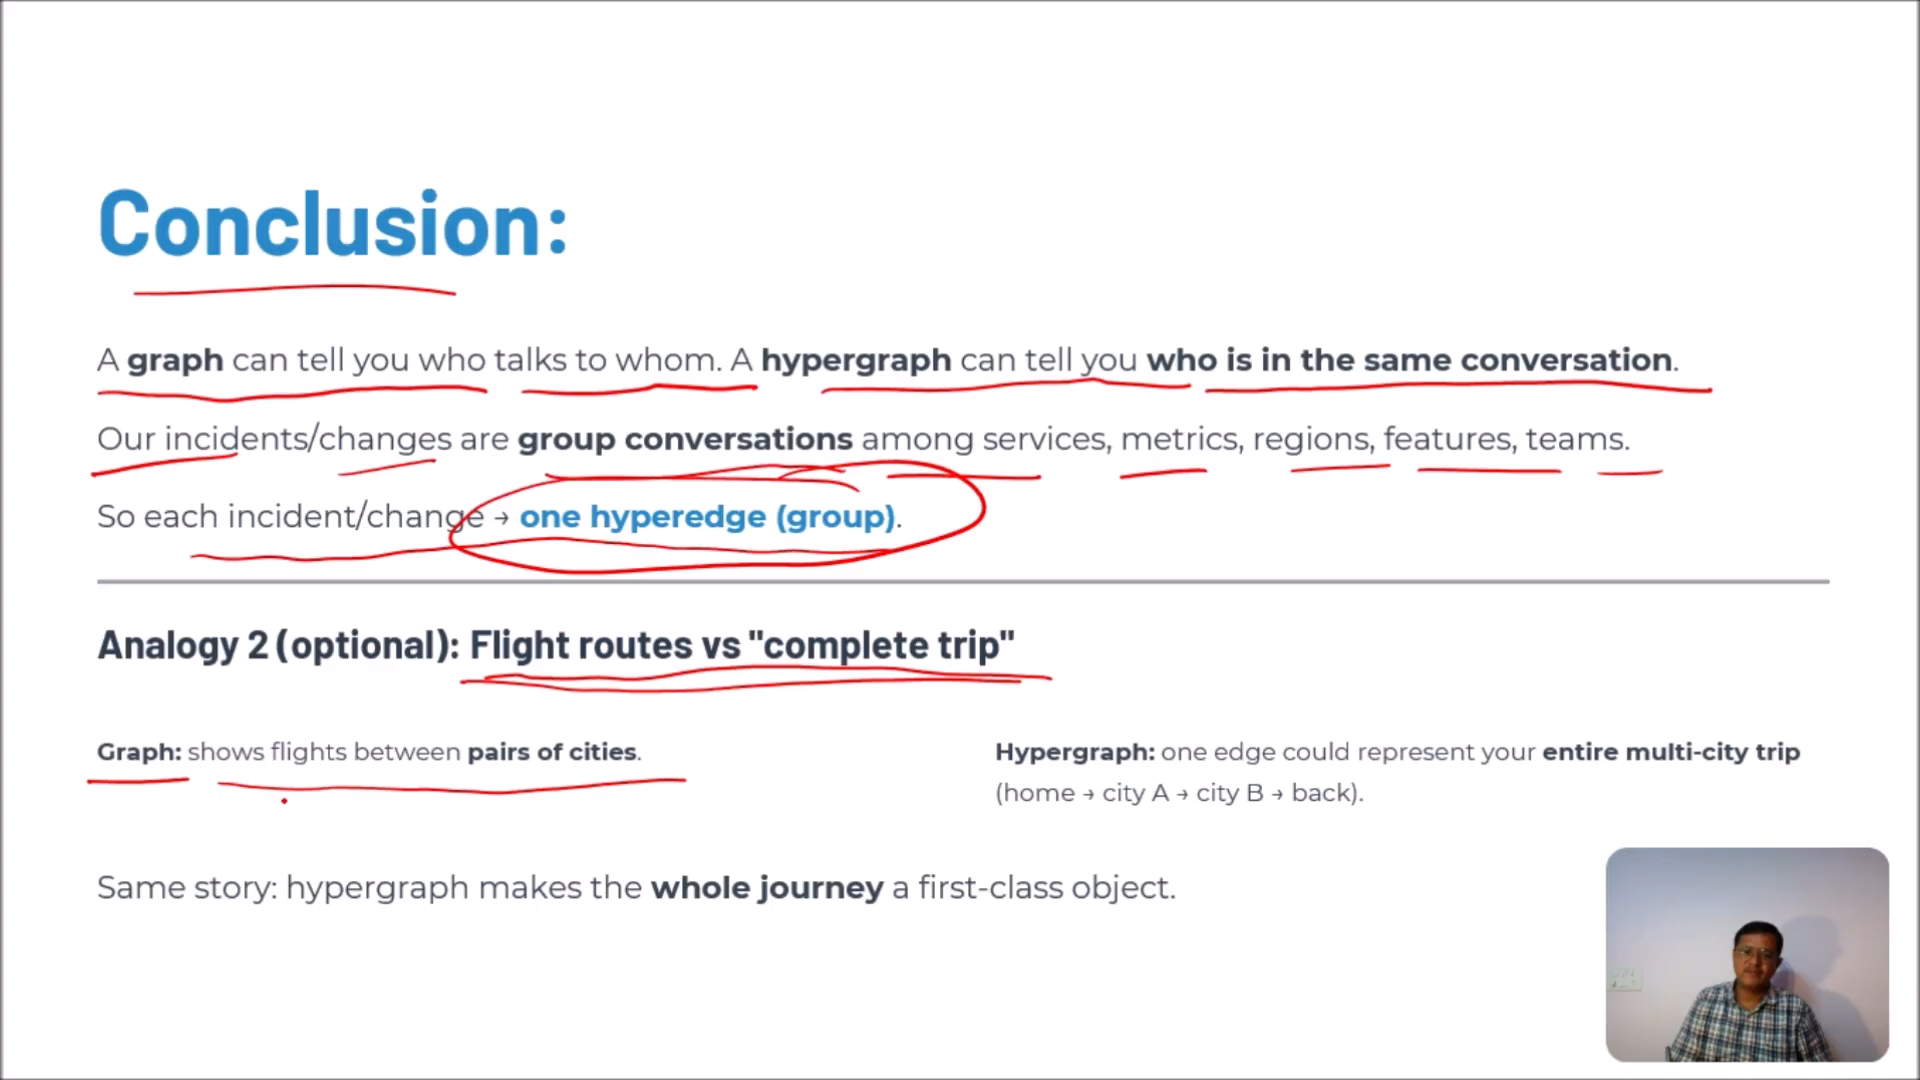 Conclusion:
A graph can tell you who talks to whom. A hypergraph can tell you who is in the same conversation.
Our incidents/changes are group conversations among services, metrics, regions, features, teams.
So each incident/change → one hyperedge (group).
Analogy 2 (optional): Flight routes vs "complete trip"
Graph: shows flights between pairs of cities.
Hypergraph: one edge could represent your entire multi-city trip
(home → city A → city B → back).
Same story: hypergraph makes the whole journey a first-class object.